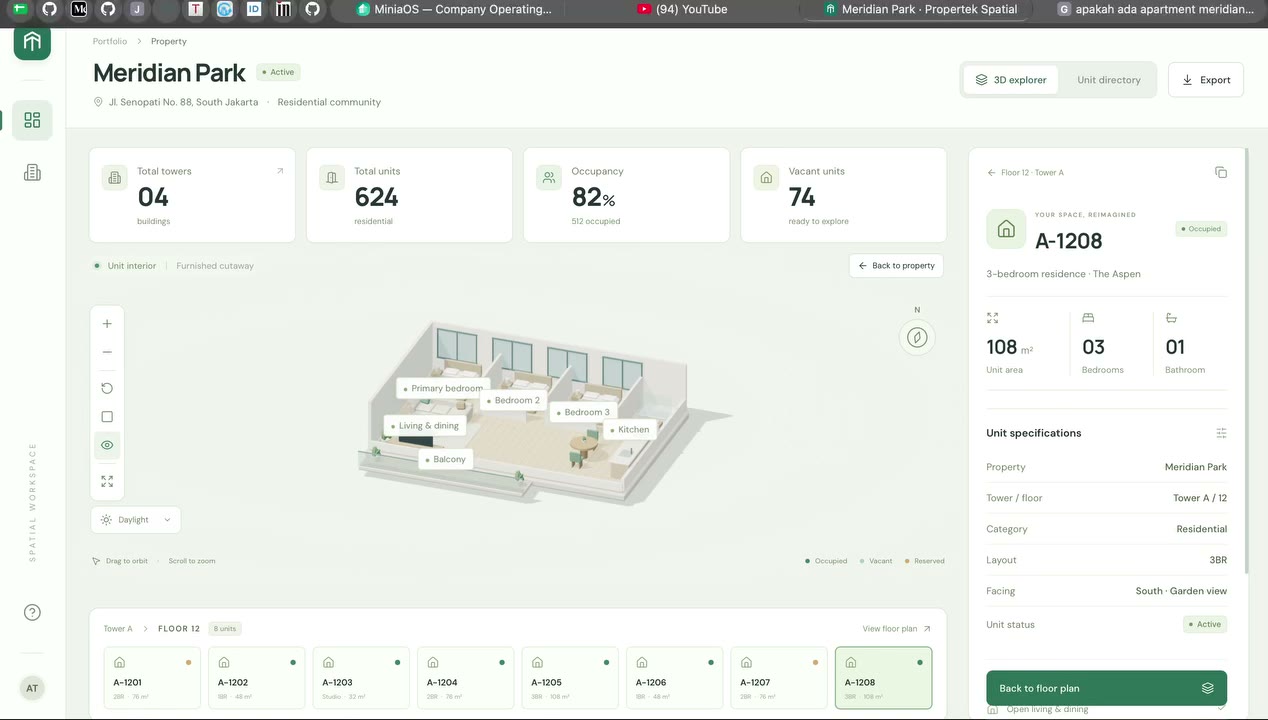 MiniaOS — Company Operating...
(94) YouTube
Meridian Park · Propertek Spatial
apakah ada apartment meridian...
Portfolio > Property
Meridian Park
Active
Jl. Senopati No. 88, South Jakarta · Residential community
3D explorer
Unit directory
Export
Total towers
04
buildings
Total units
624
residential
Occupancy
82%
512 occupied
Vacant units
74
ready to explore
Unit interior
Furnished cutaway
Back to property
N
Primary bedroom
Bedroom 2
Bedroom 3
Living & dining
Kitchen
Balcony
Daylight
Drag to orbit · Scroll to zoom
Occupied
Vacant
Reserved
SPATIAL WORKSPACE
AT
Tower A > FLOOR 12
8 units
View floor plan
A-1201
2BR · 76 m²
A-1202
1BR · 48 m²
A-1203
Studio · 32 m²
A-1204
2BR · 76 m²
A-1205
3BR · 108 m²
A-1206
1BR · 48 m²
A-1207
2BR · 76 m²
A-1208
3BR · 108 m²
Floor 12 · Tower A
YOUR SPACE, REIMAGINED
A-1208
Occupied
3-bedroom residence · The Aspen
108 m²
Unit area
03
Bedrooms
01
Bathroom
Unit specifications
Property Meridian Park
Tower / floor Tower A / 12
Category Residential
Layout 3BR
Facing South · Garden view
Unit status Active
Back to floor plan
Open living & dining